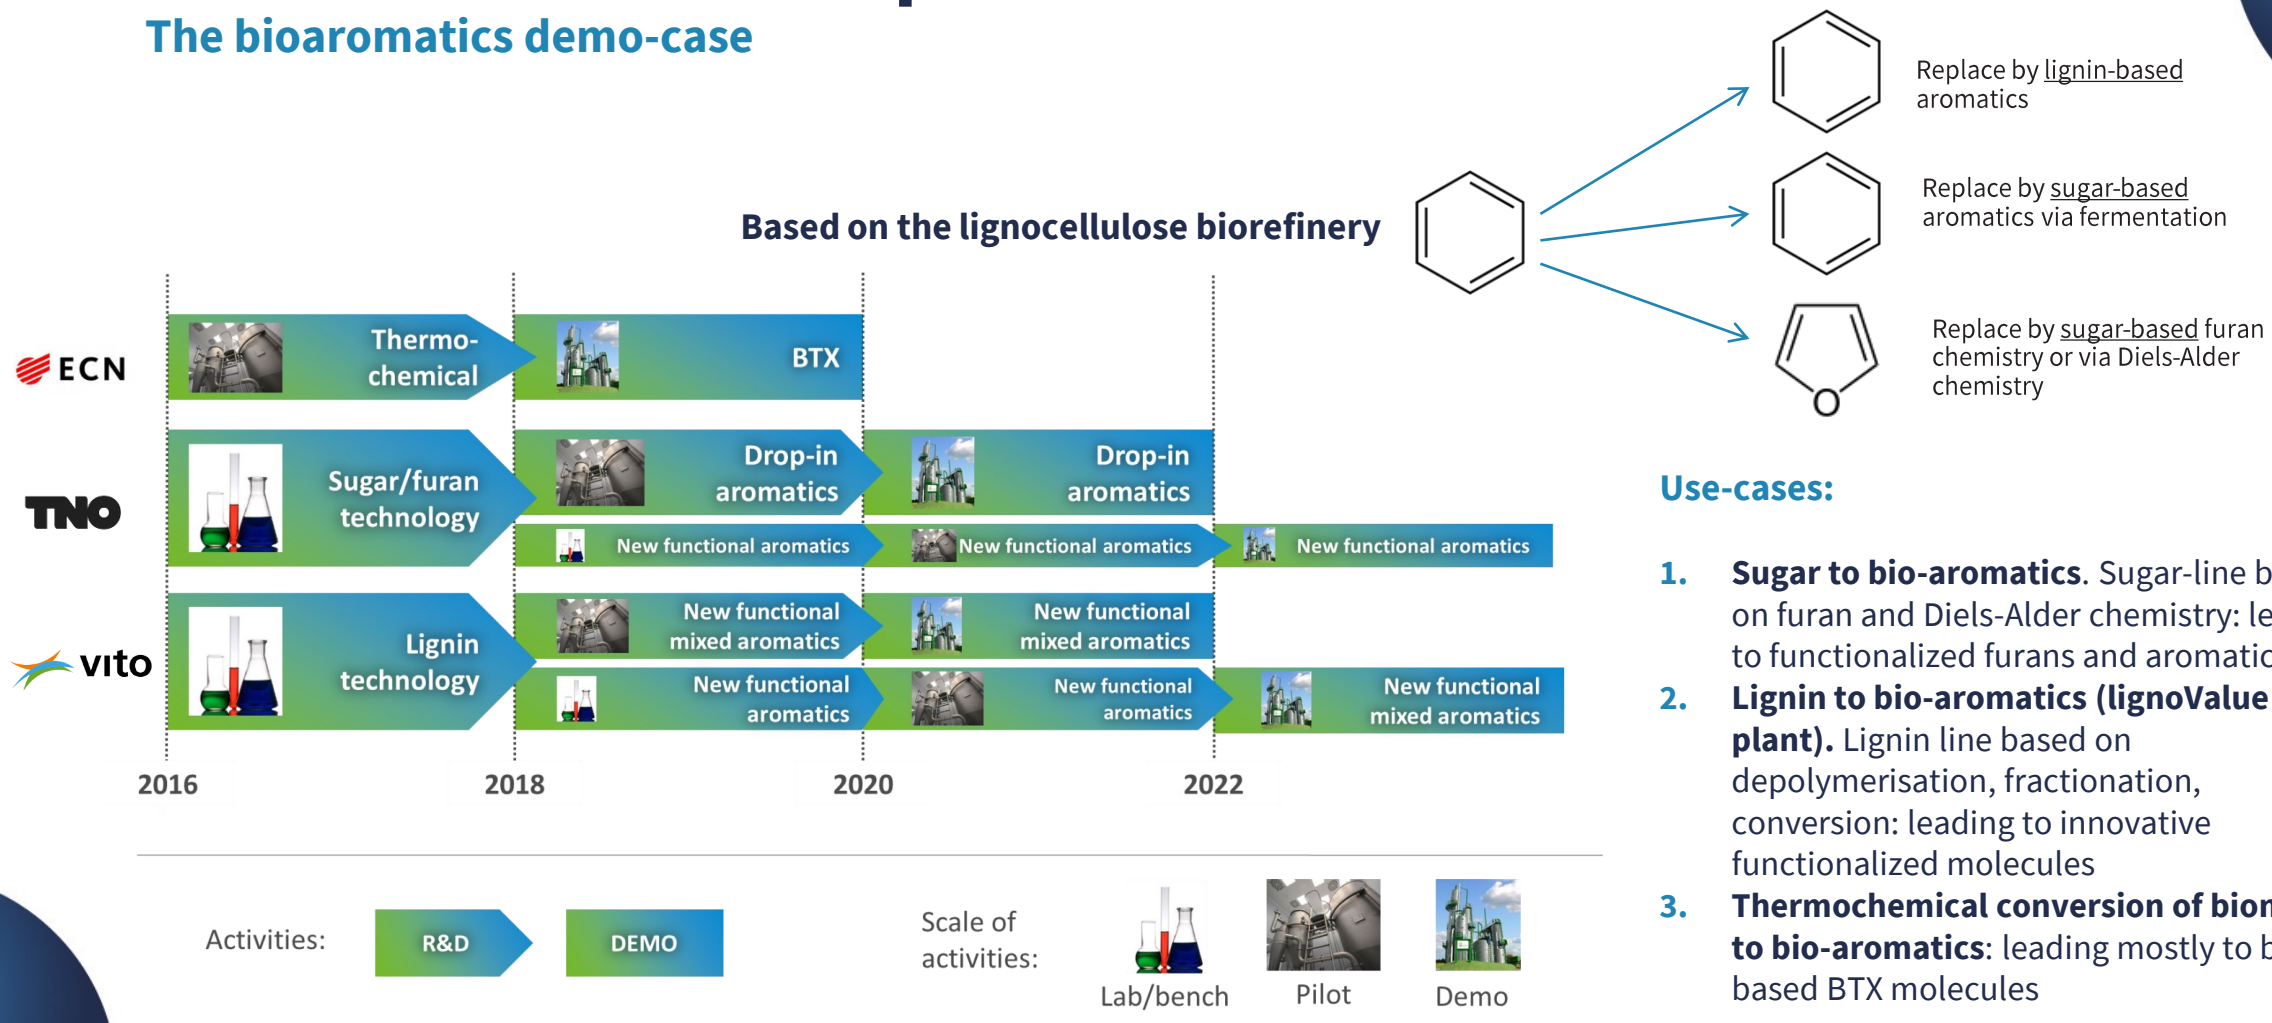 The bioaromatics demo-case
Replace by lignin-based
aromatics
Replace by sugar-based
aromatics via fermentation
Based on the lignocellulose biorefinery
Replace by sugar-based furan
chemistry or via Diels-Alder
chemistry
O
ECN
Thermo-
chemical
BTX
TNO
Sugar/furan
technology
Drop-in
aromatics
Drop-in
aromatics
New functional aromatics
New functional aromatics
New functional aromatics
vito
Lignin
technology
New functional
mixed aromatics
New functional
mixed aromatics
New functional
aromatics
New functional
aromatics
New functional
mixed aromatics
2016
2018
2020
2022
Activities:
R&D
DEMO
Scale of
activities:
Lab/bench
Pilot
Demo
Use-cases:
1. Sugar to bio-aromatics. Sugar-line
on furan and Diels-Alder chemistry:
to functionalized furans and
2. Lignin to bio-aromatics (lignoValue
plant). Lignin line based on
depolymerisation, fractionation,
conversion: leading to innovative
functionalized molecules
3. Thermochemical conversion of
to bio-aromatics: leading mostly to
based BTX molecules